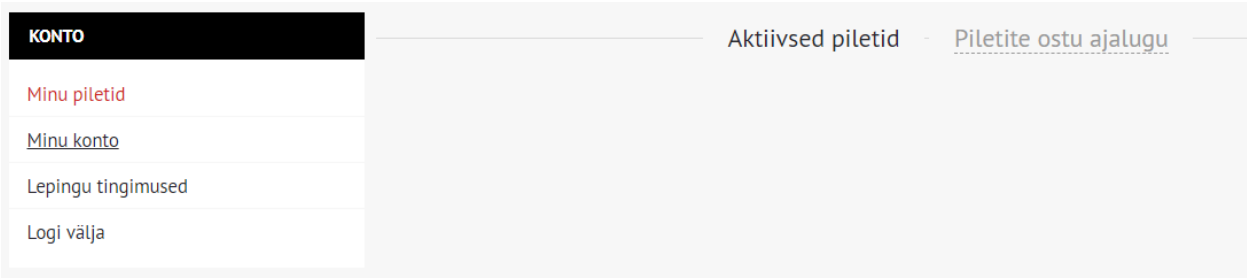 KONTO
Aktiivsed piletid - Piletite ostu ajalugu
Minu piletid
Minu konto
Lepingu tingimused
Logi välja